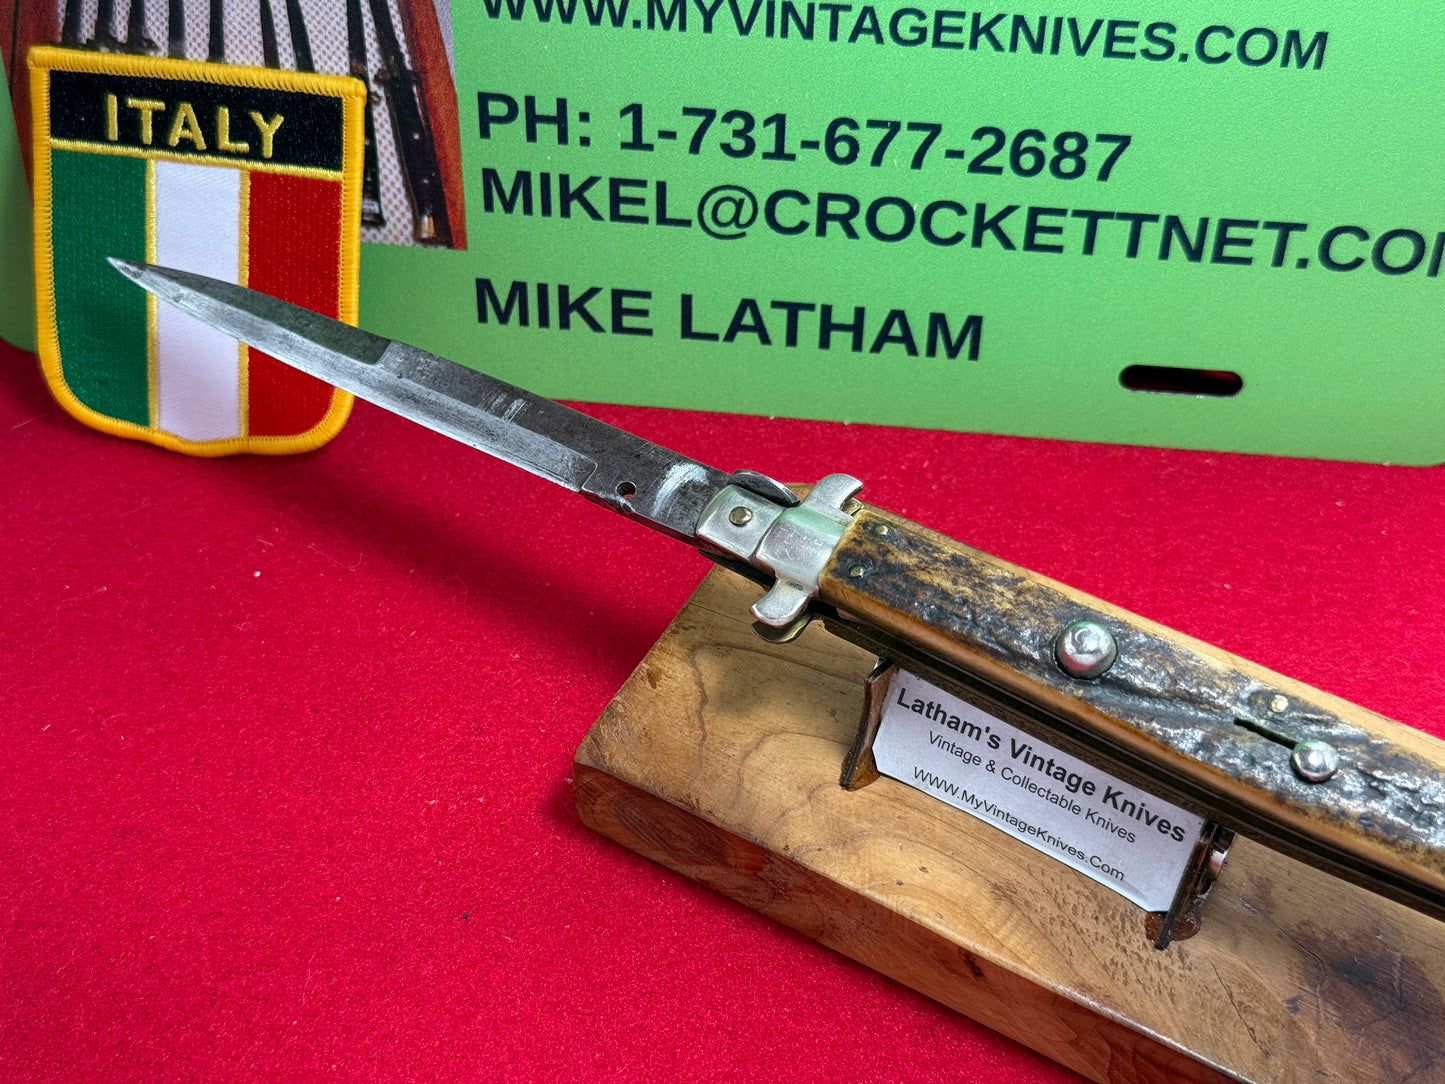 WWW.MYVINTAGEKNIVES.COM
PH: 1-731-677-2687
MIKEL@CROCKETTNET.COM
MIKE LATHAM
ITALY
Latham's Vintage Knives
Vintage & Collectable Knives
WWW.MyVintageKnives.Com